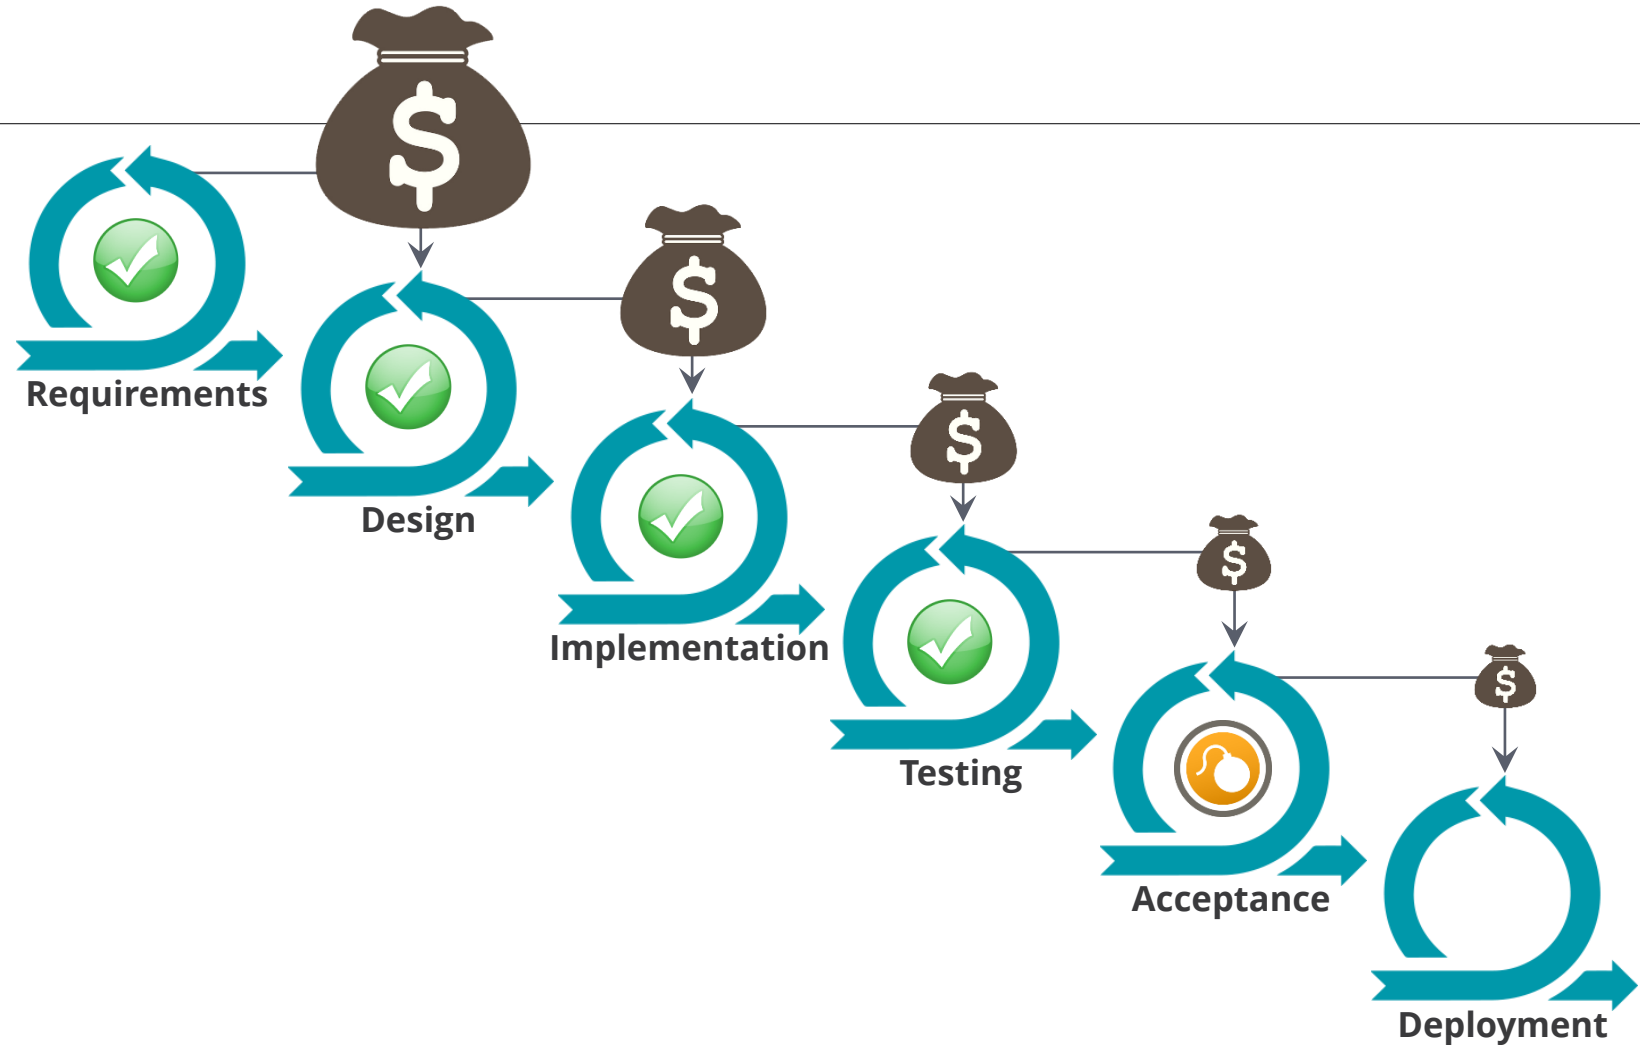 $
$
$
$
$
Requirements
Design
Implementation
Testing
Acceptance
Deployment